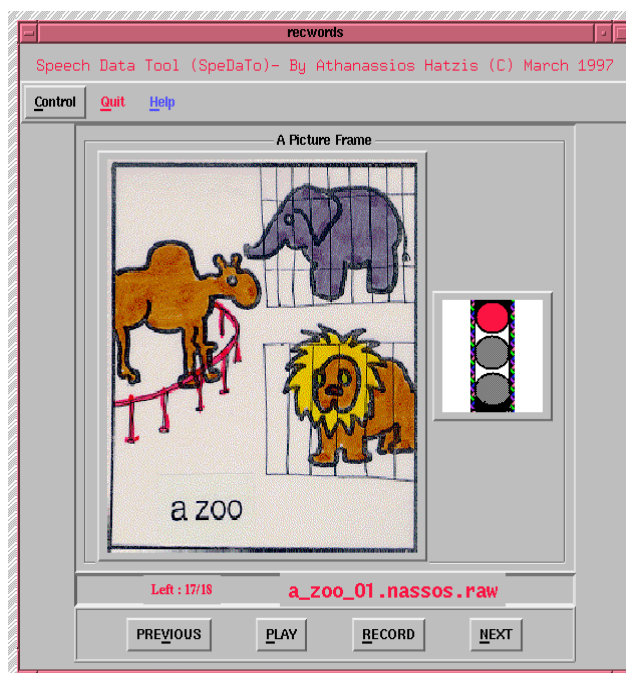 recwords
Speech Data Tool (SpeDaTo)- By Athanassios Hatzis (C) March 1997
Control Quit Help
A Picture Frame
a zoo
Left : 17/18 a_zoo_01.nassos.raw
PREVIOUS PLAY RECORD NEXT